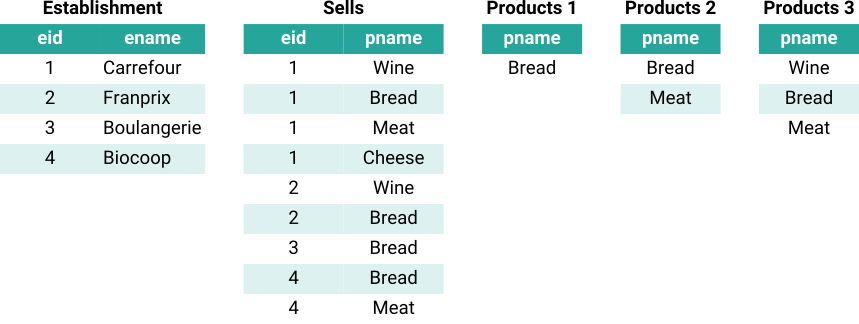 Establishment Sells Products 1 Products 2 Products 3
eid ename eid pname pname pname pname
1 Carrefour 1 Wine Bread Bread Wine
2 Franprix 1 Bread Meat Bread
3 Boulangerie 1 Meat Meat
4 Biocoop 1 Cheese
2 Wine
2 Bread
3 Bread
4 Bread
4 Meat